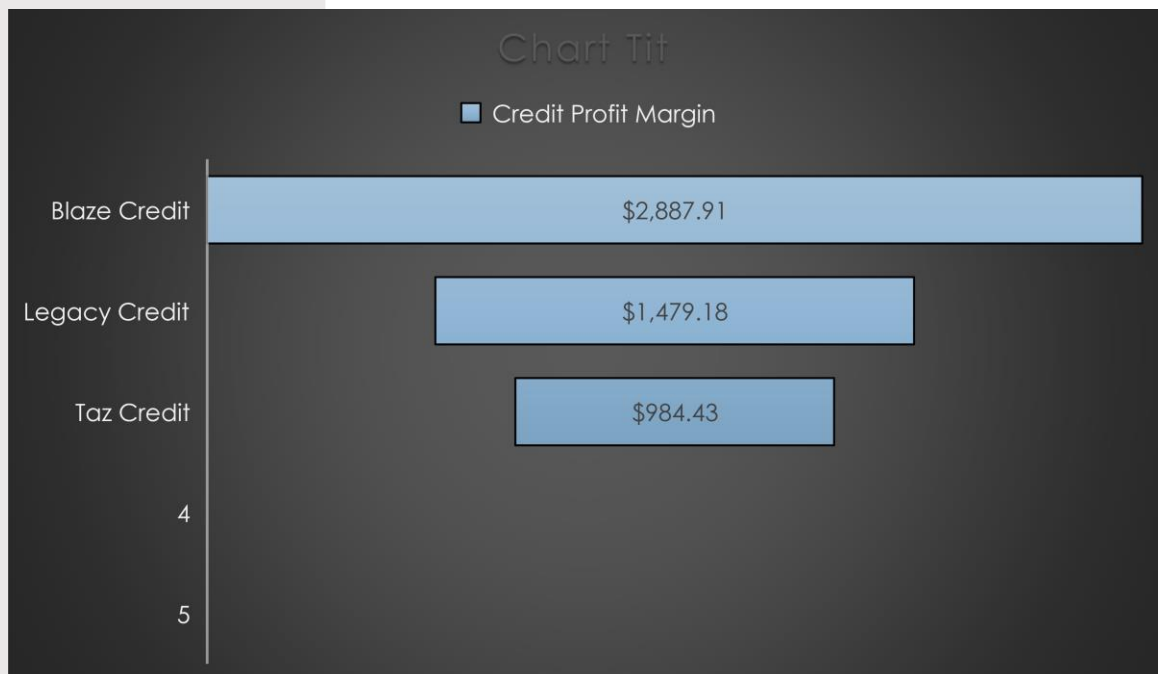 Chart Tit
Credit Profit Margin
Blaze Credit
$2,887.91
Legacy Credit
$1,479.18
Taz Credit
$984.43
4
5